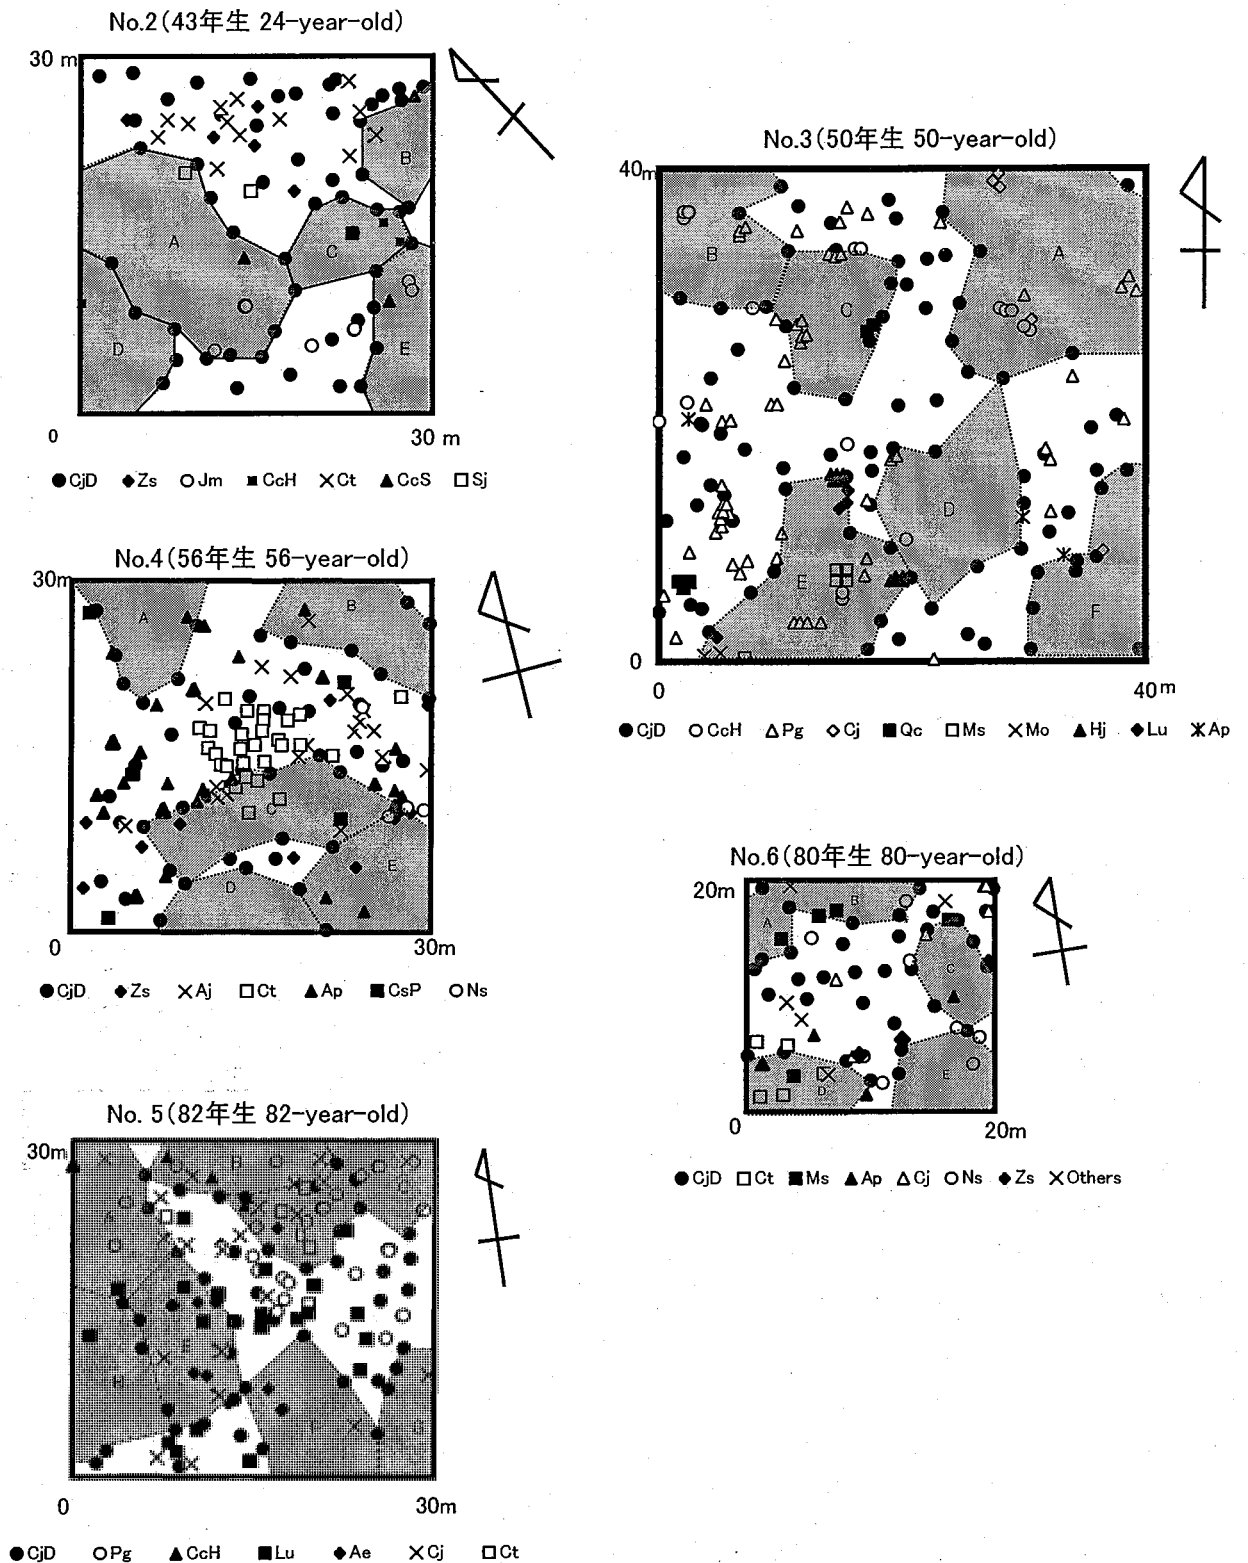 No.2(43年生 24-year-old)
30 m
A
B
C
D
E
0
30 m
CjD Zs Jm CcH Ct CcS Sj
No.3(50年生 50-year-old)
40m
A
B
C
D
E
F
0
0
40m
CjD CcH Pg Cj Qc Ms Mo Hj Lu Ap
No.4(56年生 56-year-old)
30m
A
B
C
D
E
0
30m
CjD Zs Aj Ct Ap CsP Ns
No.6(80年生 80-year-old)
20m
A
B
C
D
E
0
20m
CjD Ct Ms Ap Cj Ns Zs Others
No. 5(82年生 82-year-old)
30m
B
H
0
30m
CjD Pg CcH Lu Ae Cj Ct